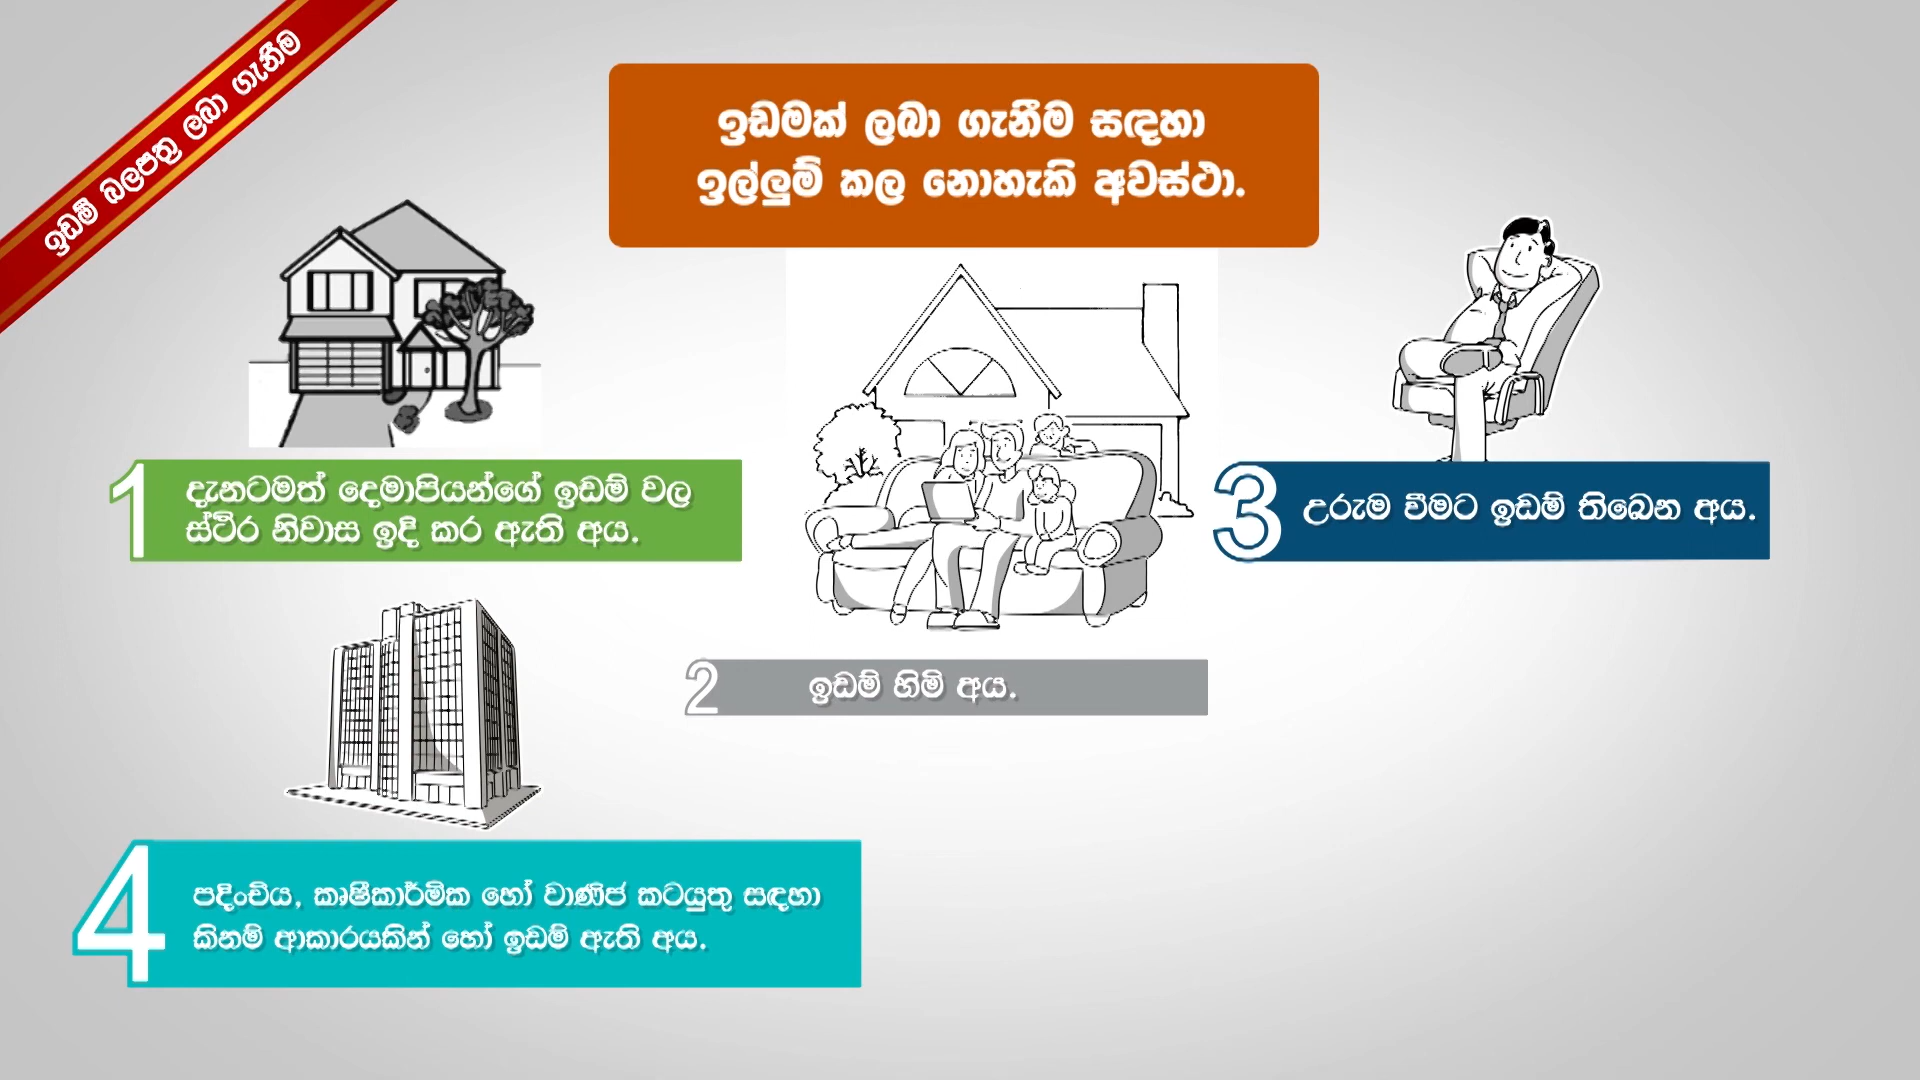 ඉඩම් බලපත්‍ර ලබා ගැනීම
ඉඩමක් ලබා ගැනීම සඳහා
ඉල්ලුම් කල නොහැකි අවස්ථා.
1
දැනටමත් දෙමාපියන්ගේ ඉඩම් වල
ස්ථිර නිවාස ඉදි කර ඇති අය.
2
ඉඩම් හිමි අය.
3
උරුම වීමට ඉඩම් තිබෙන අය.
4
පදිංචිය, කෘෂිකාර්මික හෝ වාණිජ කටයුතු සඳහා
කිනම් ආකාරයකින් හෝ ඉඩම් ඇති අය.